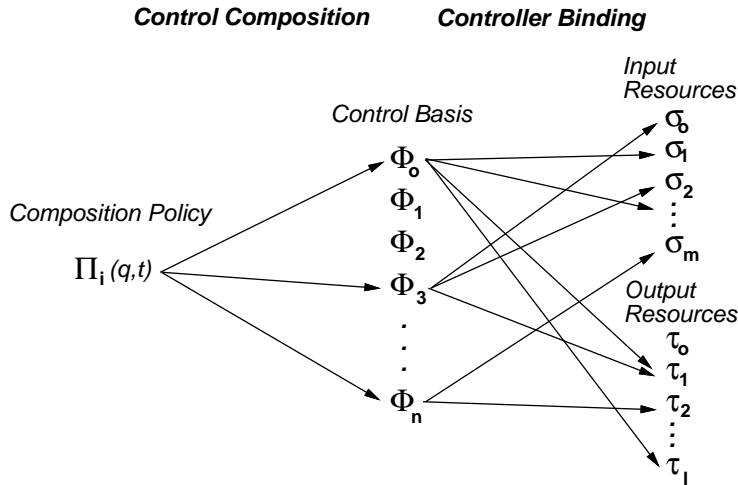 Control Composition Controller Binding
Input
Resources
Control Basis
σo
σ1
σ2
⋮
σm
Composition Policy
Πi (q,t)
Φo
Φ1
Φ2
Φ3
.
.
.
Φn
Output
Resources
τo
τ1
τ2
⋮
τl